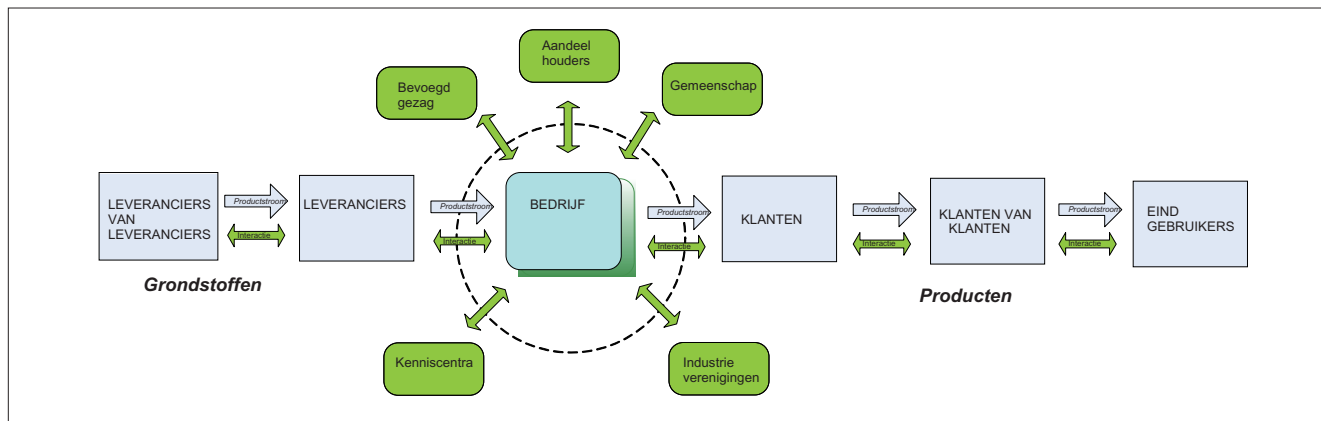 Aandeel
houders
Bevoegd
gezag
Gemeenschap
LEVERANCIERS
VAN
LEVERANCIERS
Productstroom
Interactie
LEVERANCIERS
Productstroom
Interactie
BEDRIJF
Productstroom
Interactie
KLANTEN
Productstroom
Interactie
KLANTEN VAN
KLANTEN
Productstroom
Interactie
EIND
GEBRUIKERS
Grondstoffen
Producten
Kenniscentra
Industrie
verenigingen